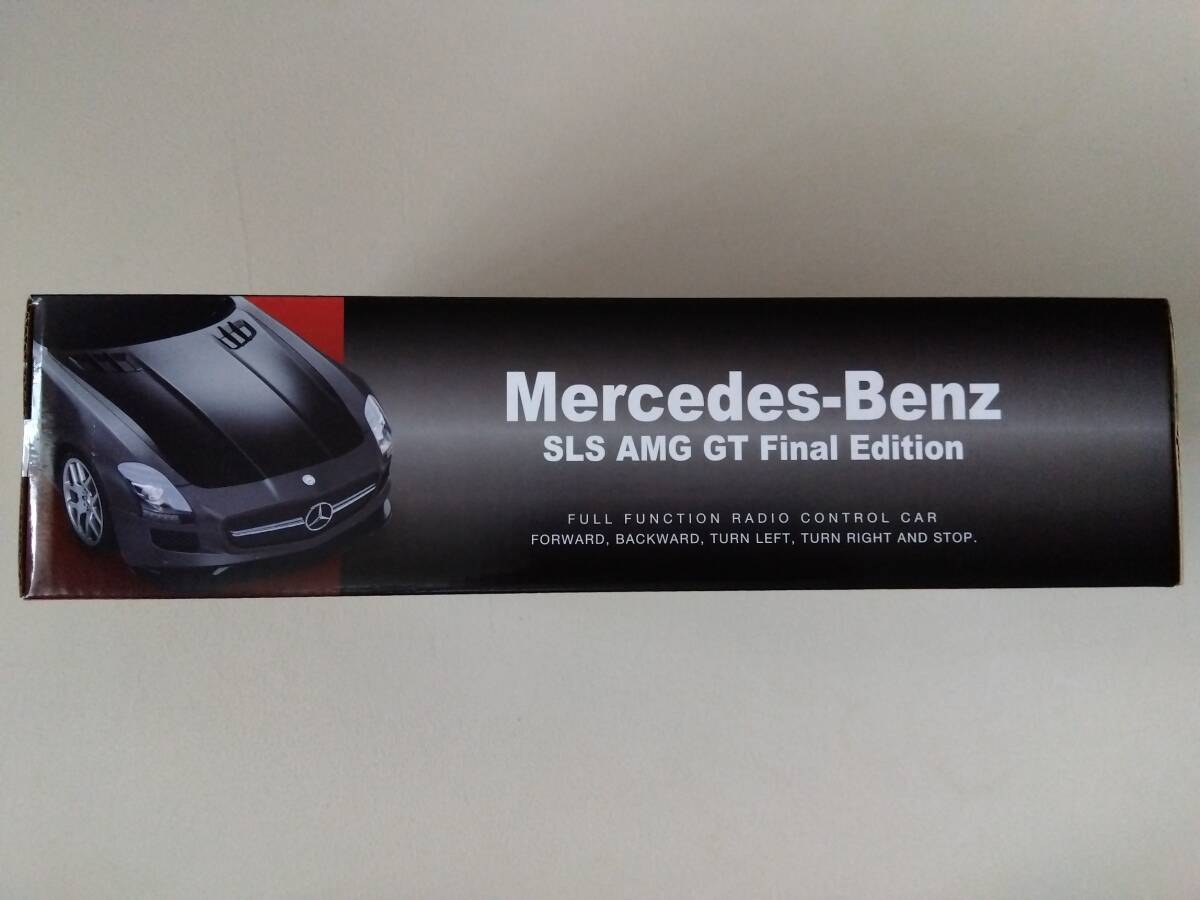 Mercedes-Benz
SLS AMG GT Final Edition
FULL FUNCTION RADIO CONTROL CAR
FORWARD, BACKWARD, TURN LEFT, TURN RIGHT AND STOP.